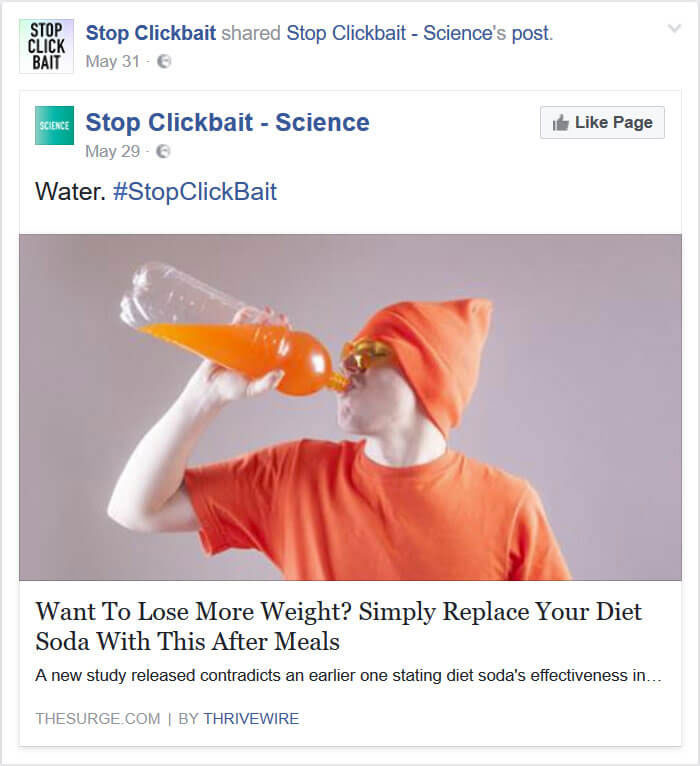 STOP
CLICK
BAIT
Stop Clickbait shared Stop Clickbait - Science's post.
May 31 ·
SCIENCE
Stop Clickbait - Science
May 29 ·
Like Page
Water. #StopClickBait
Want To Lose More Weight? Simply Replace Your Diet
Soda With This After Meals
A new study released contradicts an earlier one stating diet soda's effectiveness in…
THESURGE.COM | BY THRIVEWIRE